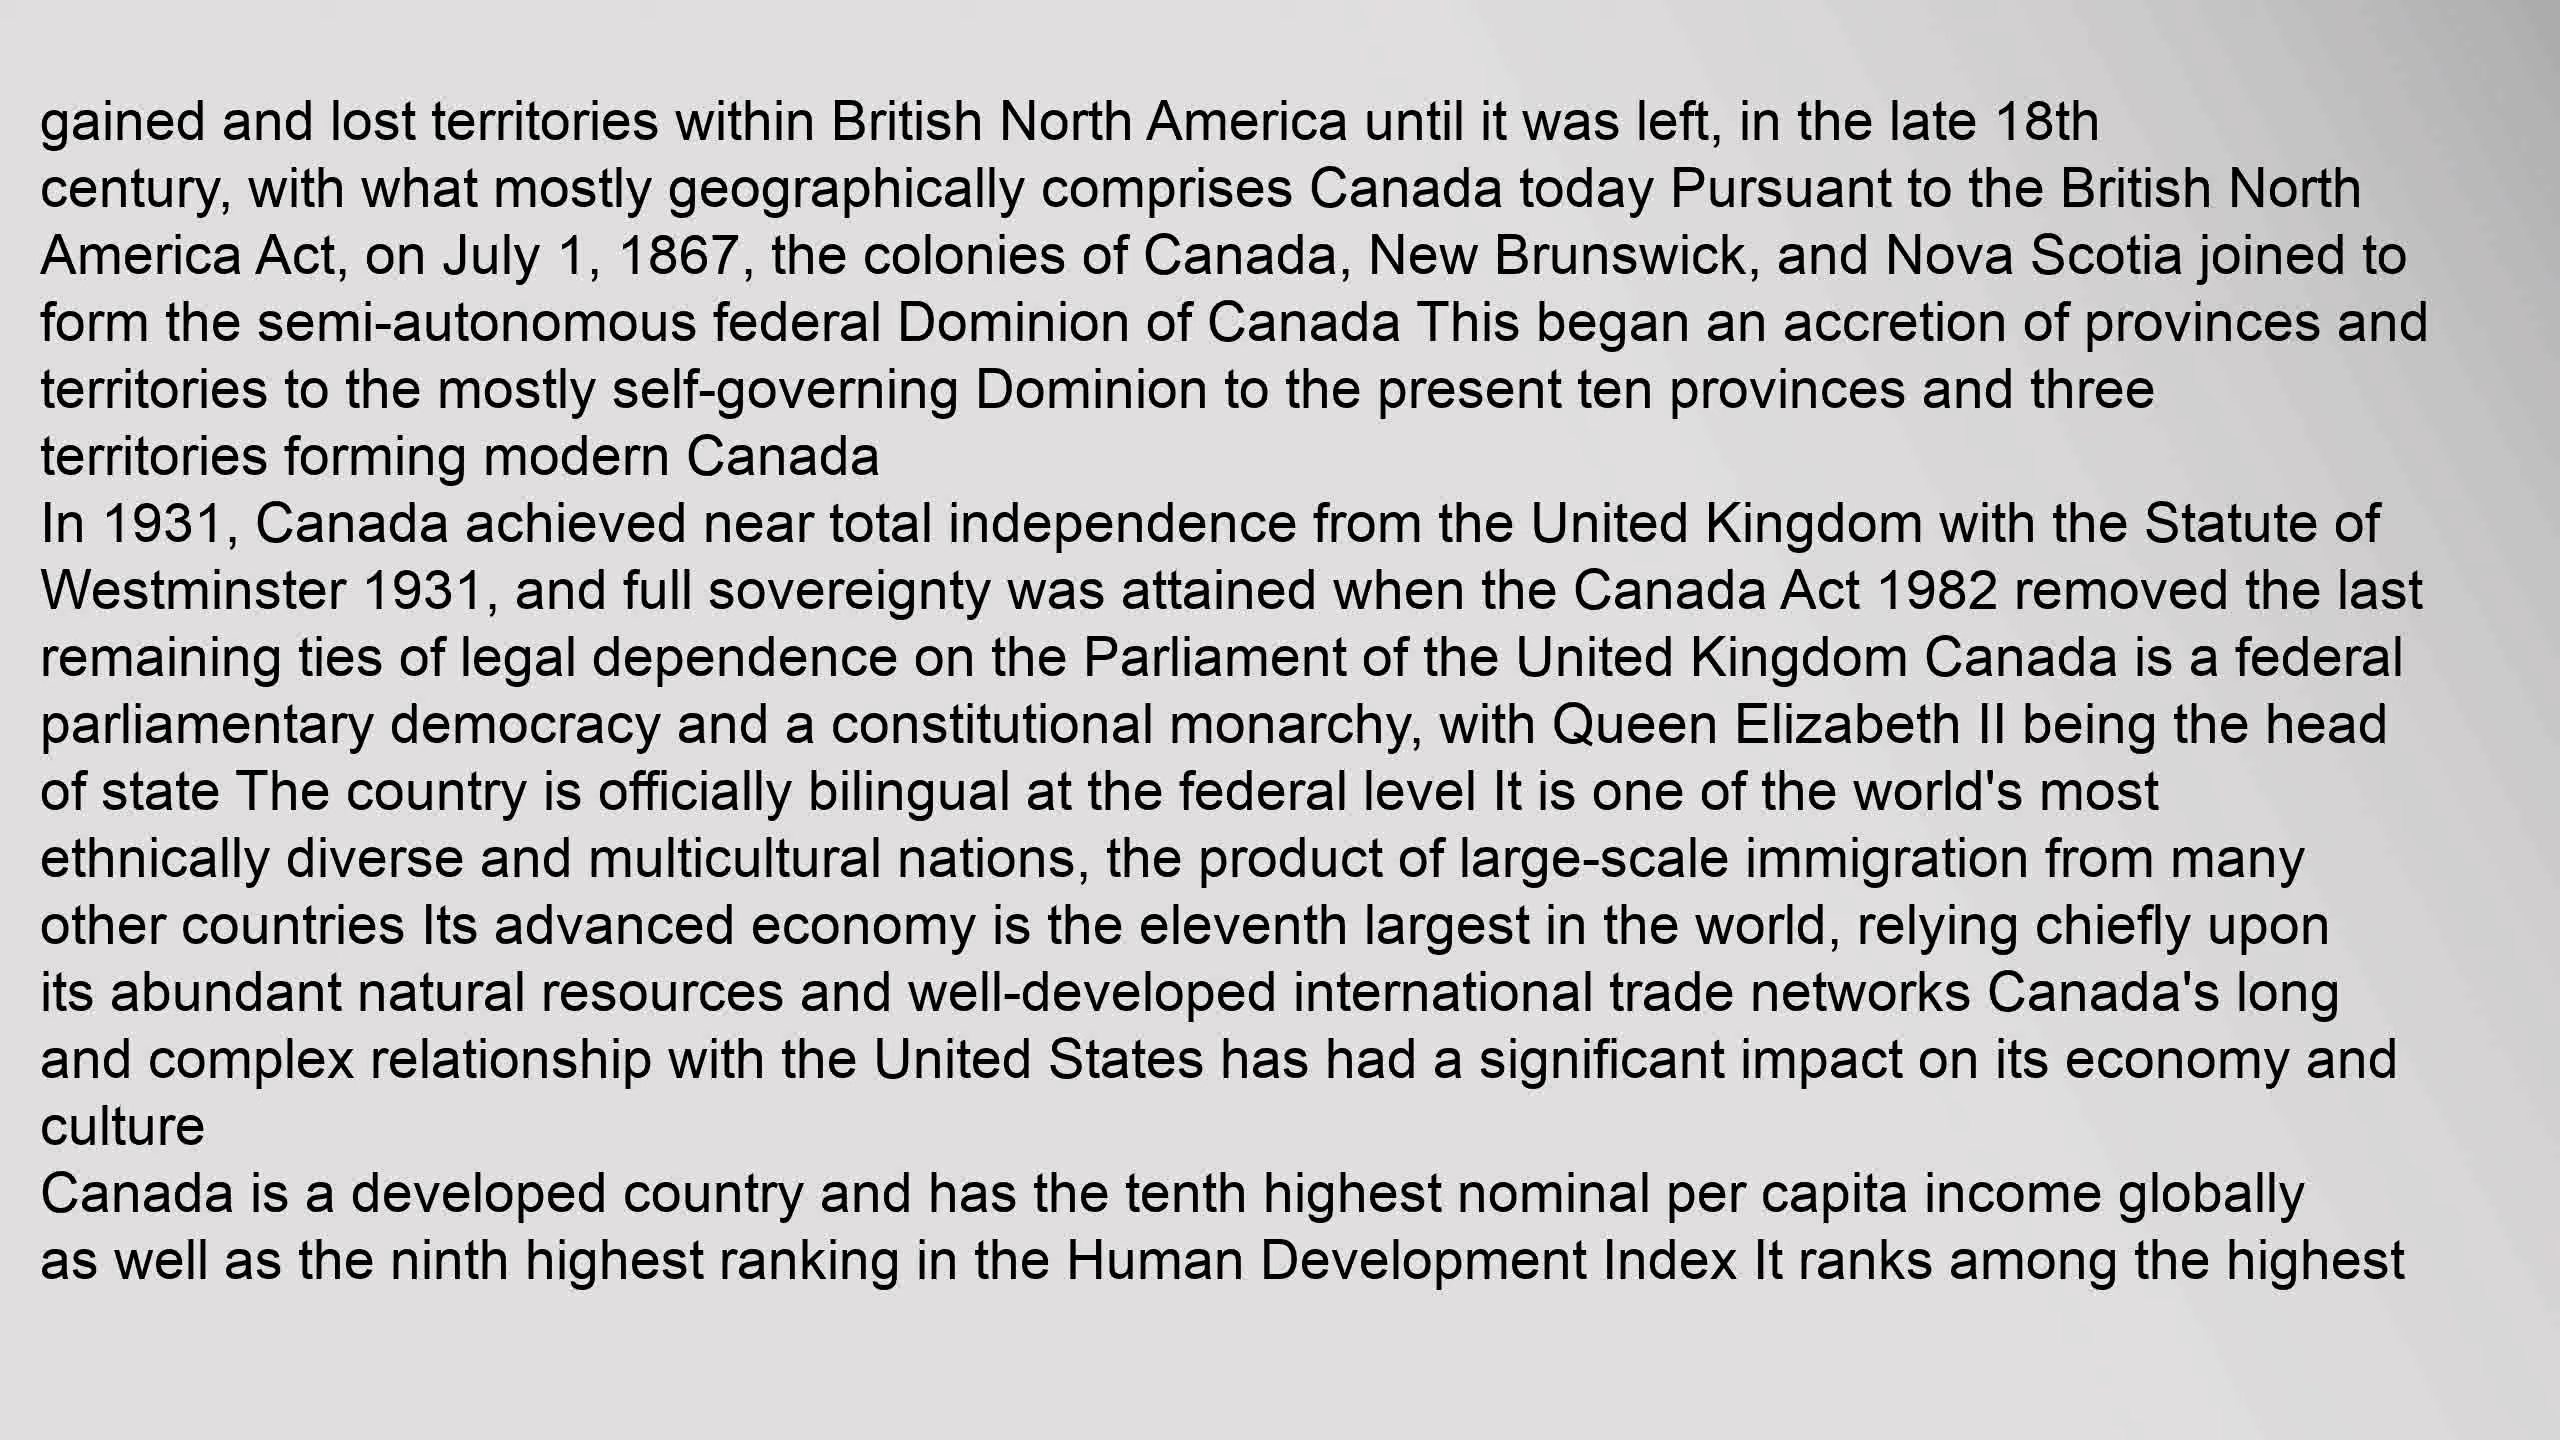 gained and lost territories within British North America until it was left, in the late 18th
century, with what mostly geographically comprises Canada today Pursuant to the British North
America Act, on July 1, 1867, the colonies of Canada, New Brunswick, and Nova Scotia joined to
form the semi-autonomous federal Dominion of Canada This began an accretion of provinces and
territories to the mostly self-governing Dominion to the present ten provinces and three
territories forming modern Canada
In 1931, Canada achieved near total independence from the United Kingdom with the Statute of
Westminster 1931, and full sovereignty was attained when the Canada Act 1982 removed the last
remaining ties of legal dependence on the Parliament of the United Kingdom Canada is a federal
parliamentary democracy and a constitutional monarchy, with Queen Elizabeth II being the head
of state The country is officially bilingual at the federal level It is one of the world's most
ethnically diverse and multicultural nations, the product of large-scale immigration from many
other countries Its advanced economy is the eleventh largest in the world, relying chiefly upon
its abundant natural resources and well-developed international trade networks Canada's long
and complex relationship with the United States has had a significant impact on its economy and
culture
Canada is a developed country and has the tenth highest nominal per capita income globally
as well as the ninth highest ranking in the Human Development Index It ranks among the highest